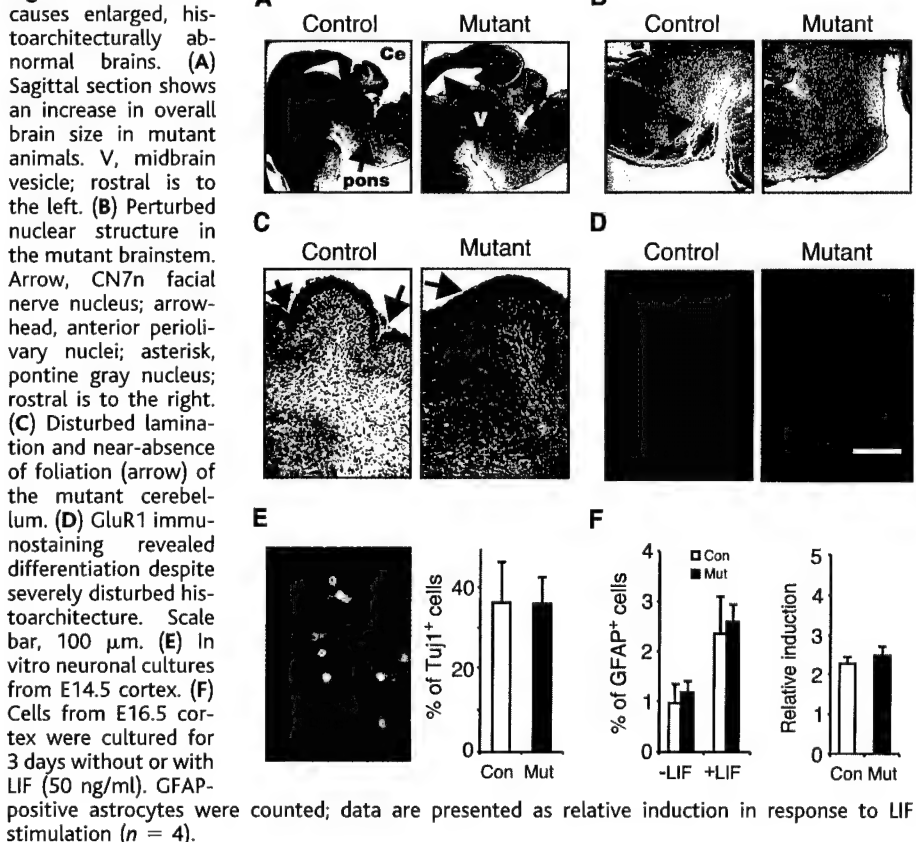 causes enlarged, his-
toarchitecturally ab-
normal brains. (A)
Sagittal section shows
an increase in overall
brain size in mutant
animals. V, midbrain
vesicle; rostral is to
the left. (B) Perturbed
nuclear structure in
the mutant brainstem.
Arrow, CN7n facial
nerve nucleus; arrow-
head, anterior perioli-
vary nuclei; asterisk,
pontine gray nucleus;
rostral is to the right.
(C) Disturbed lamina-
tion and near-absence
of foliation (arrow) of
the mutant cerebel-
lum. (D) GluR1 immu-
nostaining revealed
differentiation despite
severely disturbed his-
toarchitecture. Scale
bar, 100 μm. (E) In
vitro neuronal cultures
from E14.5 cortex. (F)
Cells from E16.5 cor-
tex were cultured for
3 days without or with
LIF (50 ng/ml). GFAP-
positive astrocytes were counted; data are presented as relative induction in response to LIF
stimulation (n = 4).
Control Mutant
Ce
V
pons
Control Mutant
C
Control Mutant
D
Control Mutant
E
% of Tuj1+ cells
40
20
0
Con Mut
F
% of GFAP+ cells
4
3
2
1
0
Con
Mut
-LIF +LIF
Relative induction
5
4
3
2
1
0
Con Mut